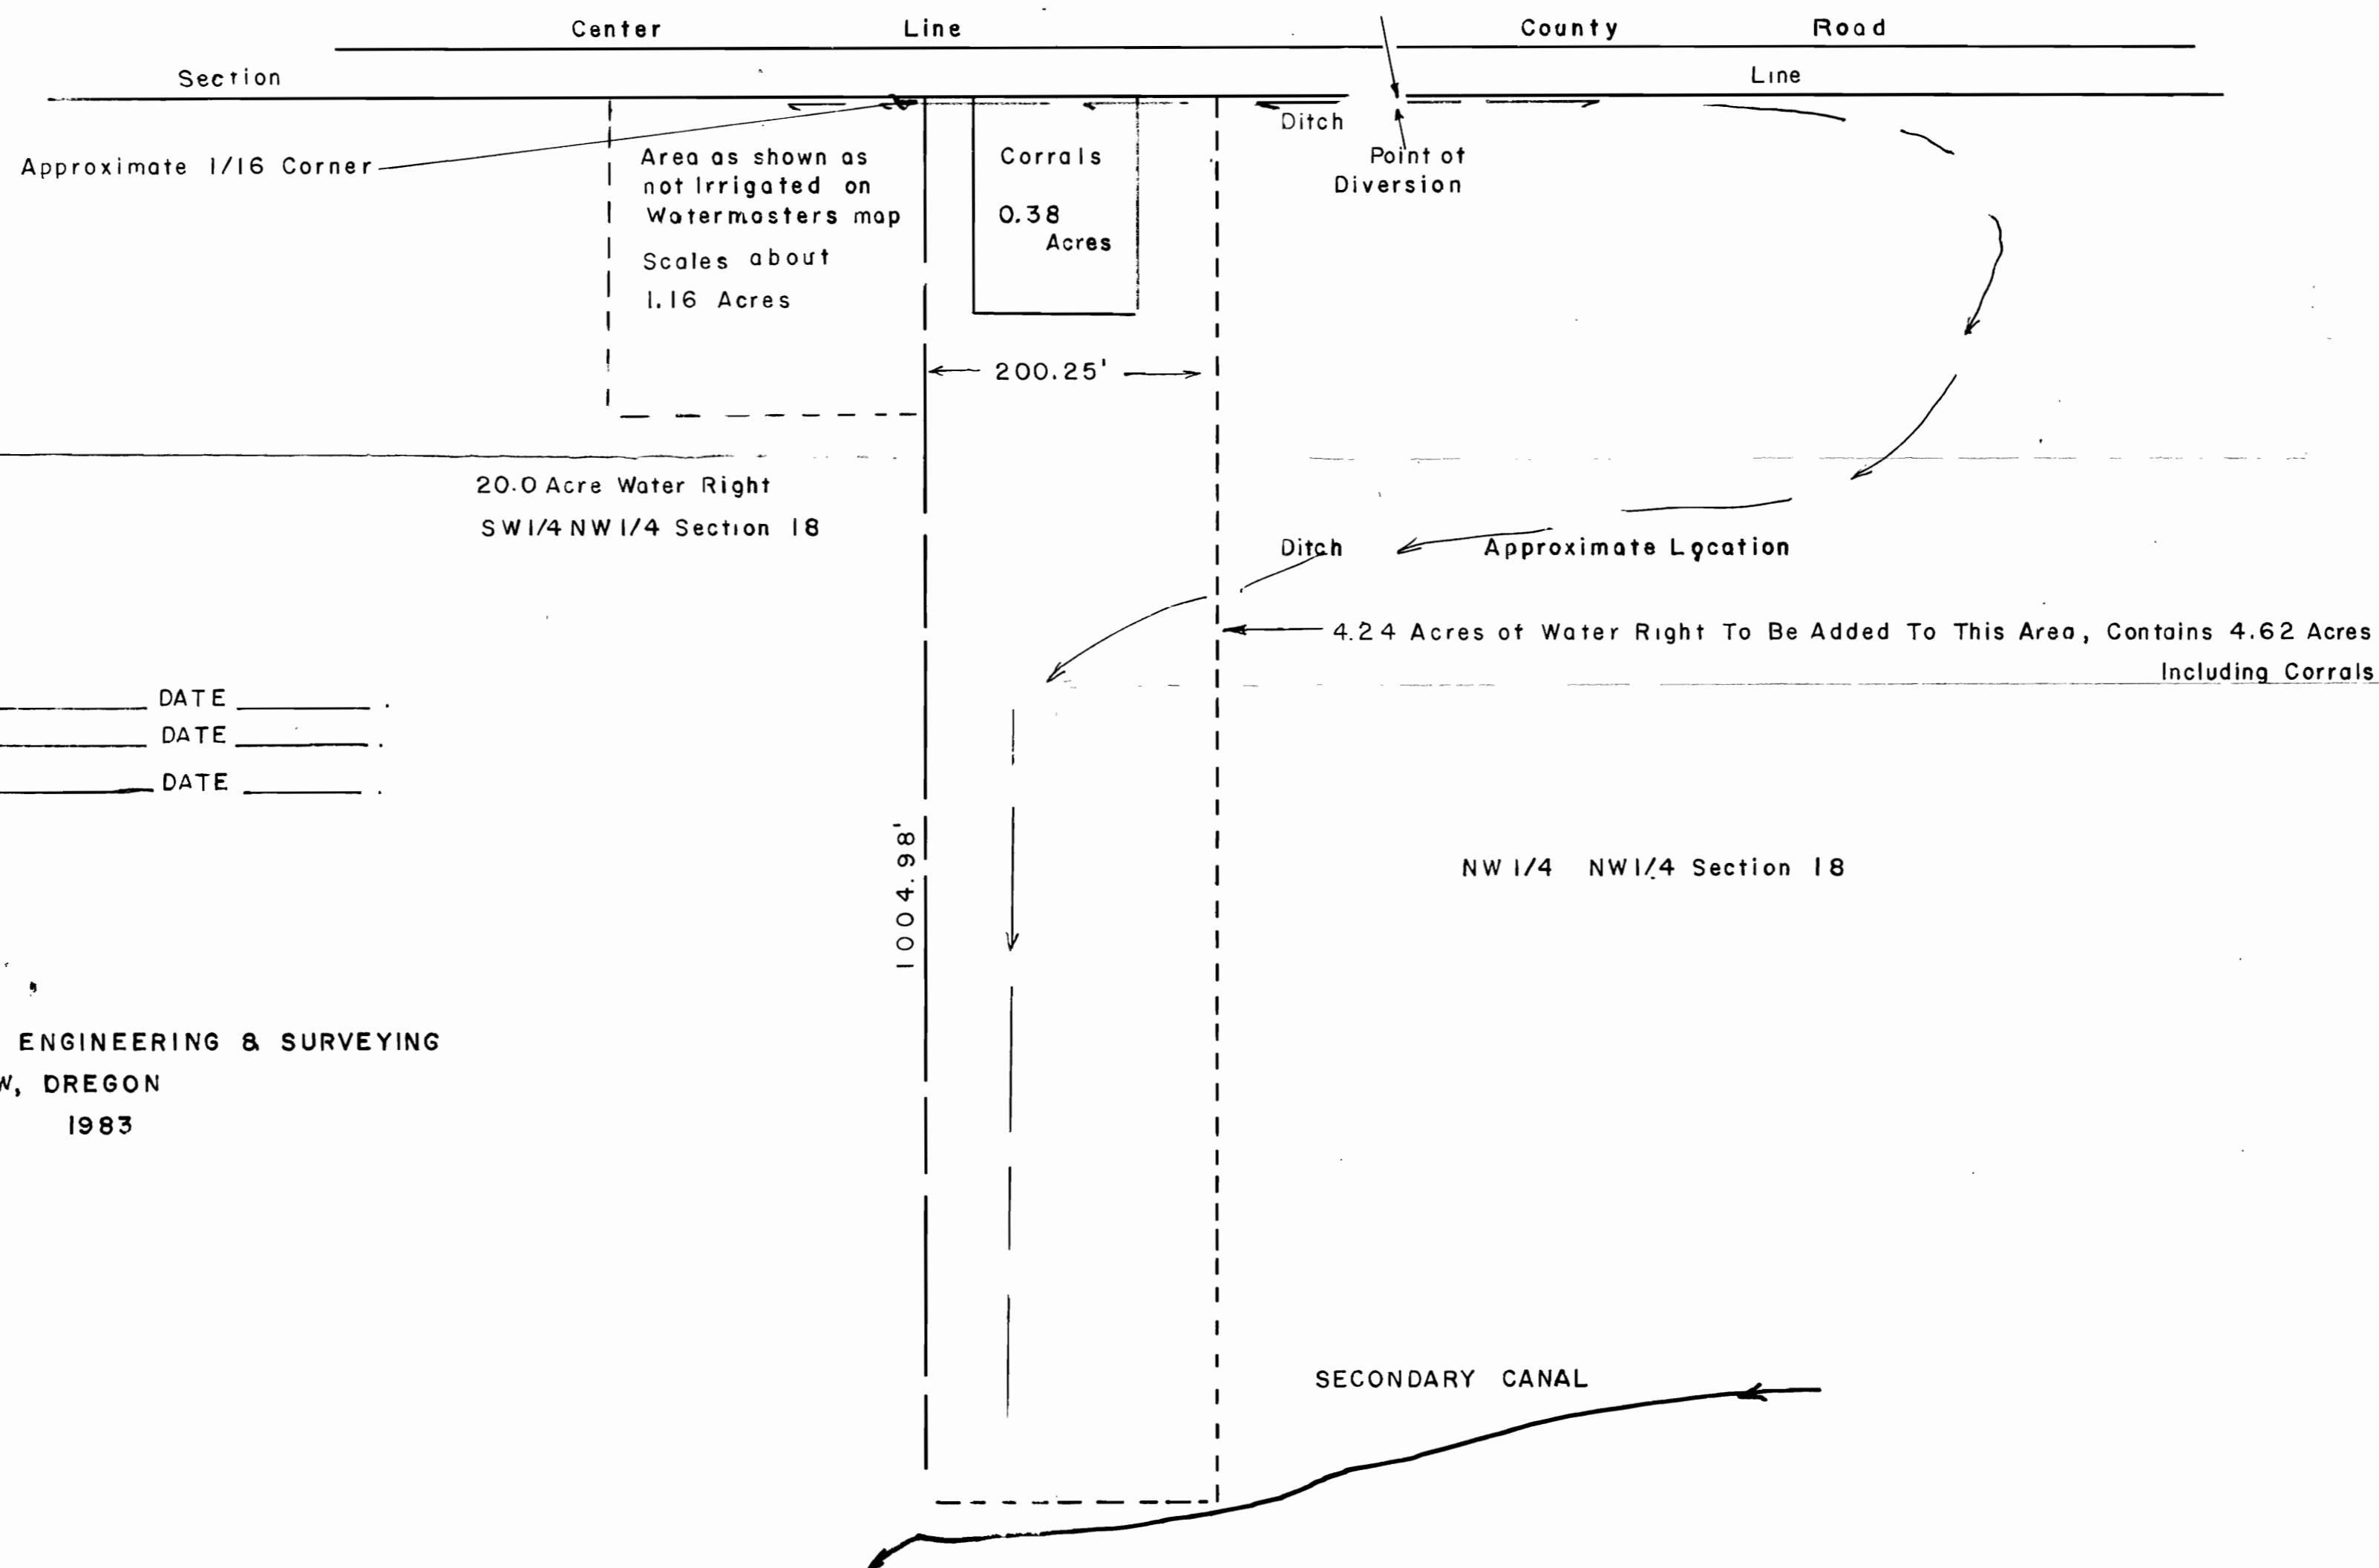 Center Line County Road
Section Line
Ditch
Approximate 1/16 Corner
Point of
Diversion
Area as shown as
not Irrigated on
Watermasters map
Scales about
1.16 Acres
Corrals
0.38
Acres
200.25'
20.0 Acre Water Right
SW1/4 NW1/4 Section 18
Ditch Approximate Location
4.24 Acres of Water Right To Be Added To This Area, Contains 4.62 Acres
Including Corrals
DATE
DATE
DATE
1004.98'
NW 1/4 NW1/4 Section 18
ENGINEERING & SURVEYING
W, OREGON
1983
SECONDARY CANAL